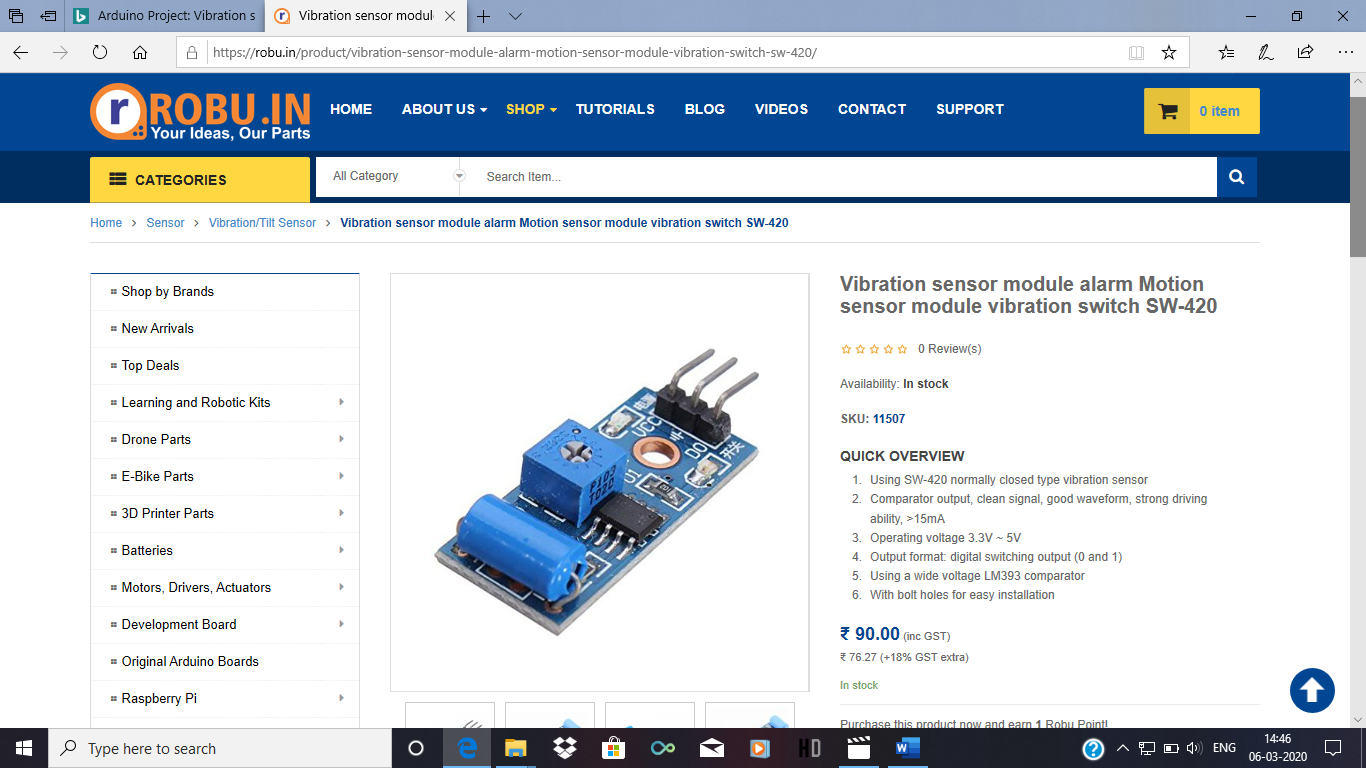 Arduino Project: Vibration s
Vibration sensor modul
https://robu.in/product/vibration-sensor-module-alarm-motion-sensor-module-vibration-switch-sw-420/
r ROBU.IN
Your Ideas, Our Parts
HOME
ABOUT US
SHOP
TUTORIALS
BLOG
VIDEOS
CONTACT
SUPPORT
0 item
CATEGORIES
All Category
Search Item...
Home > Sensor > Vibration/Tilt Sensor > Vibration sensor module alarm Motion sensor module vibration switch SW-420
Shop by Brands
New Arrivals
Top Deals
Learning and Robotic Kits
Drone Parts
E-Bike Parts
3D Printer Parts
Batteries
Motors, Drivers, Actuators
Development Board
Original Arduino Boards
Raspberry Pi
VCC
DO
开关
U1
P103
Vibration sensor module alarm Motion
sensor module vibration switch SW-420
0 Review(s)
Availability: In stock
SKU: 11507
QUICK OVERVIEW
1. Using SW-420 normally closed type vibration sensor
2. Comparator output, clean signal, good waveform, strong driving
ability, >15mA
3. Operating voltage 3.3V ~ 5V
4. Output format: digital switching output (0 and 1)
5. Using a wide voltage LM393 comparator
6. With bolt holes for easy installation
₹ 90.00 (inc GST)
₹ 76.27 (+18% GST extra)
In stock
Purchase this product now and earn 1 Robu Point!
Type here to search
HD
ENG
14:46
06-03-2020